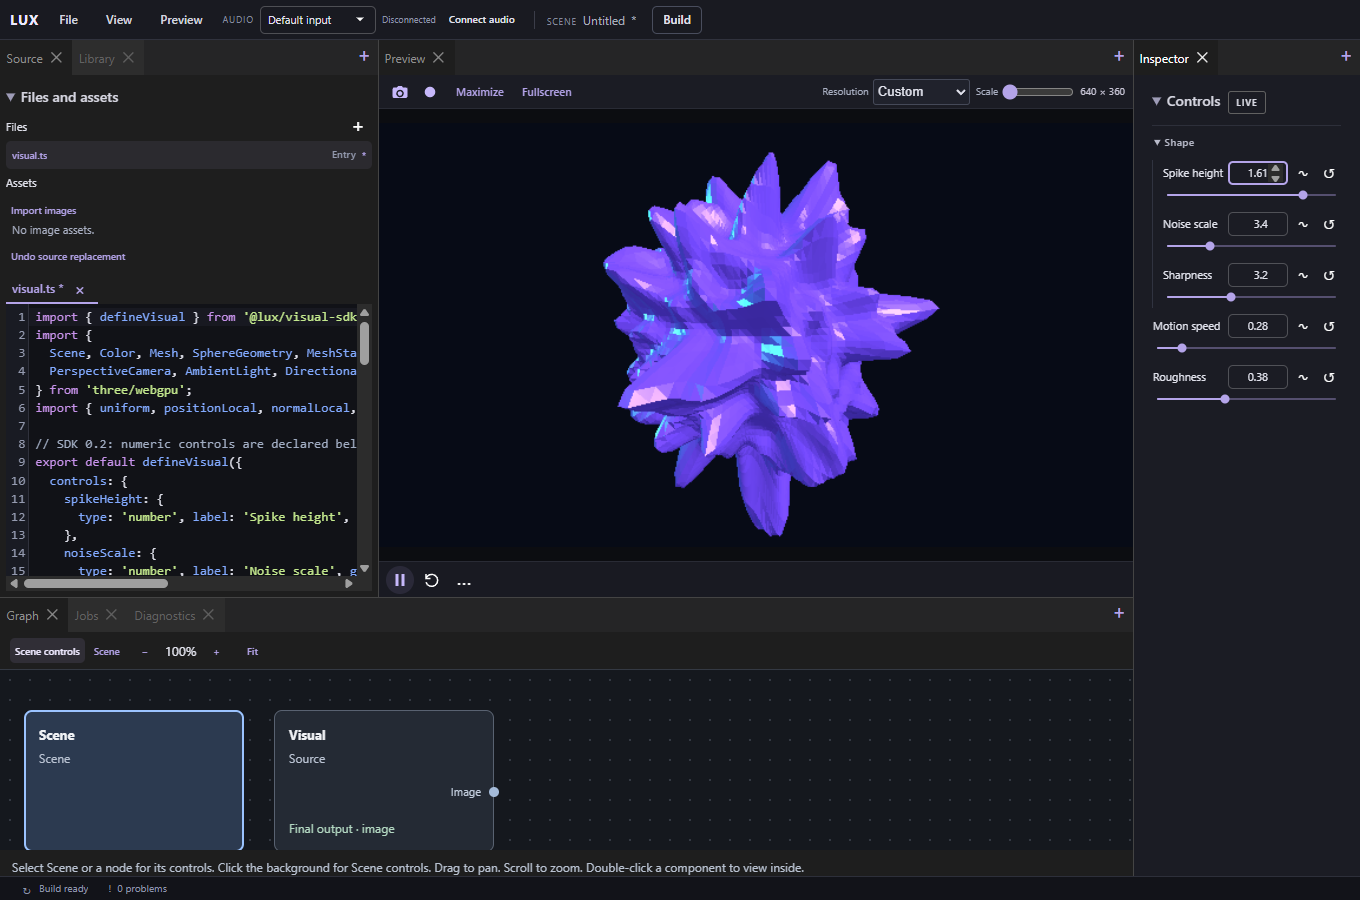 LUX File View Preview AUDIO Default input Disconnected Connect audio SCENE Untitled * Build
Source Library +
Files and assets
Files +
visual.ts Entry *
Assets
Import images
No image assets.
Undo source replacement
visual.ts *
1 import { defineVisual } from '@lux/visual-sdk
2 import {
3 Scene, Color, Mesh, SphereGeometry, MeshSta
4 PerspectiveCamera, AmbientLight, Directiona
5 } from 'three/webgpu';
6 import { uniform, positionLocal, normalLocal,
7
8 // SDK 0.2: numeric controls are declared bel
9 export default defineVisual({
10 controls: {
11 spikeHeight: {
12 type: 'number', label: 'Spike height',
13 },
14 noiseScale: {
15 type: 'number', label: 'Noise scale', g
Preview +
Maximize Fullscreen Resolution Custom Scale 640 × 360
...
Inspector +
Controls LIVE
Shape
Spike height 1.61
Noise scale 3.4
Sharpness 3.2
Motion speed 0.28
Roughness 0.38
Graph Jobs Diagnostics +
Scene controls Scene − 100% + Fit
Scene
Scene
Visual
Source
Image
Final output · image
Select Scene or a node for its controls. Click the background for Scene controls. Drag to pan. Scroll to zoom. Double-click a component to view inside.
Build ready ! 0 problems